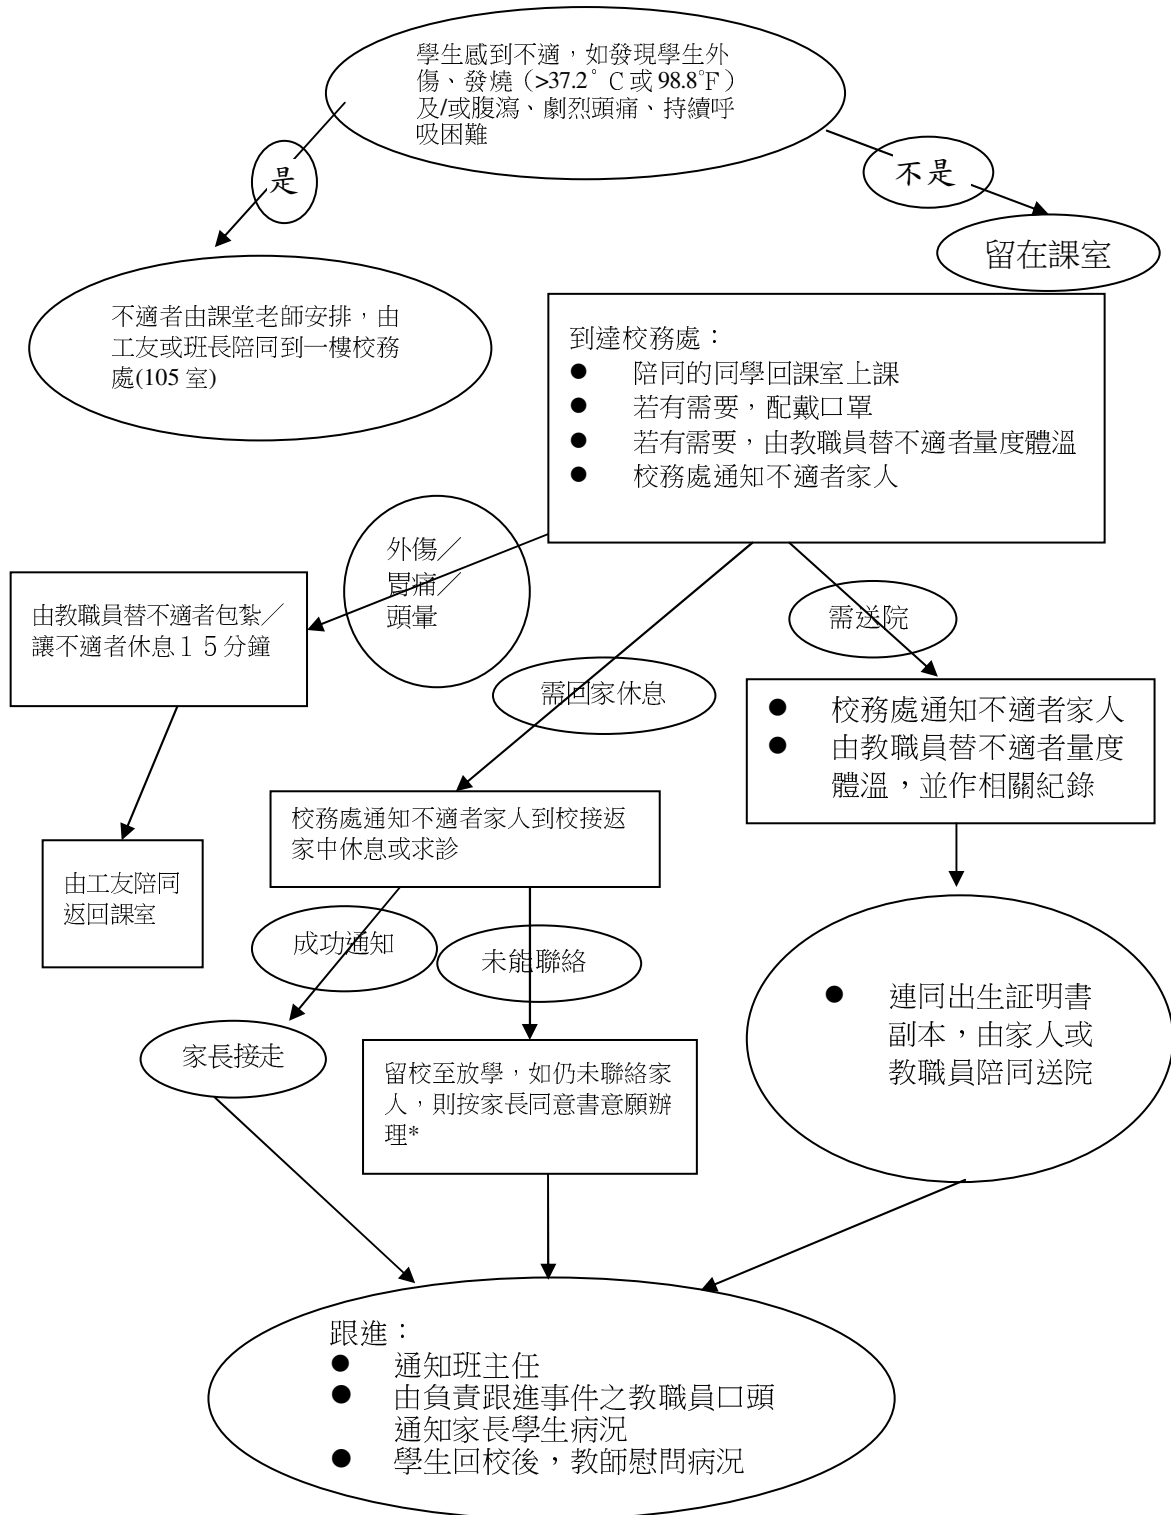 學生感到不適，如發現學生外
傷、發燒（>37.2°C或 98.8°F）
及/或腹瀉、劇烈頭痛、持續呼
吸困難
是
不是
留在課室
不適者由課堂老師安排，由
工友或班長陪同到一樓校務
處(105 室)
到達校務處：
● 陪同的同學回課室上課
● 若有需要，配戴口罩
● 若有需要，由教職員替不適者量度體溫
● 校務處通知不適者家人
外傷／
胃痛／
頭暈
由教職員替不適者包紮／
讓不適者休息１５分鐘
需送院
需回家休息
● 校務處通知不適者家人
● 由教職員替不適者量度
體溫，並作相關紀錄
校務處通知不適者家人到校接返
家中休息或求診
由工友陪同
返回課室
成功通知
未能聯絡
● 連同出生証明書
副本，由家人或
教職員陪同送院
家長接走
留校至放學，如仍未聯絡家
人，則按家長同意書意願辦
理*
跟進：
● 通知班主任
● 由負責跟進事件之教職員口頭
通知家長學生病況
● 學生回校後，教師慰問病況